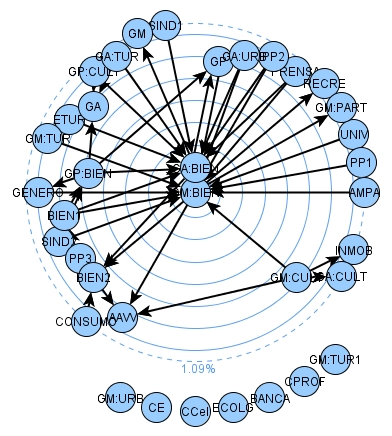 SIND1
GM
GA:TUR
GP
GA:URB
PP2
GP:CULT
PRENSA
RECRE
GA
GM:PART
ETUR
UNIV
GM:TUR
PP1
GP:BIEN
GA:BIEN
GENERO
GM:BIEN
AMPA
BIEN1
SIND
INMOB
PP3
BIEN2
GM:CU
GA:CULT
CONSUMO
AAVV
GM:TUR1
1.09%
CPROF
GM:URB
BANCA
CE
CCel
ECOLG